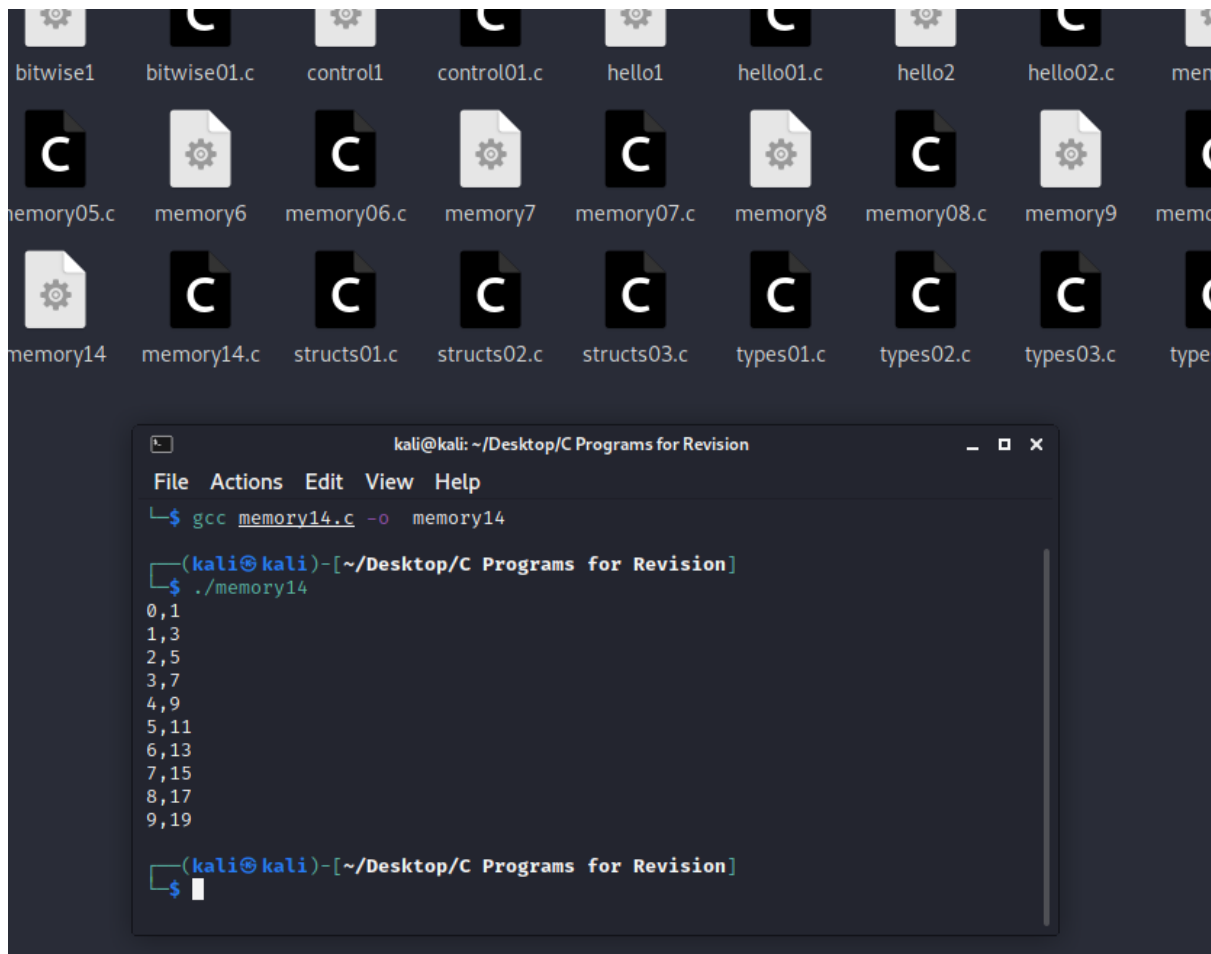 bitwise1 bitwise01.c control1 control01.c hello1 hello01.c hello2 hello02.c
memory6 memory06.c memory7 memory07.c memory8 memory08.c memory9
memory14 memory14.c structs01.c structs02.c structs03.c types01.c types02.c types03.c
kali@kali: ~/Desktop/C Programs for Revision
File Actions Edit View Help
└─$ gcc memory14.c -o  memory14
┌──(kali㉿kali)-[~/Desktop/C Programs for Revision]
└─$ ./memory14
0,1
1,3
2,5
3,7
4,9
5,11
6,13
7,15
8,17
9,19
┌──(kali㉿kali)-[~/Desktop/C Programs for Revision]
└─$